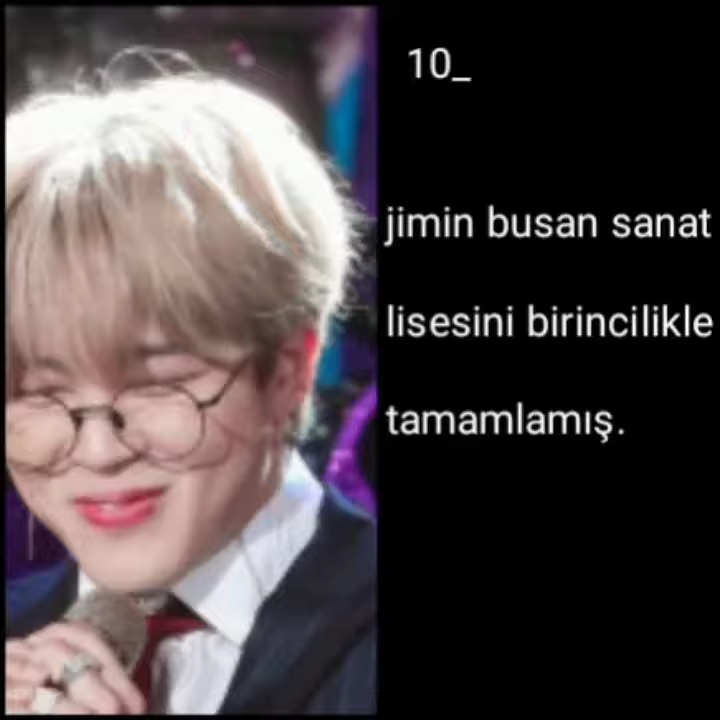 10_
jimin busan sanat
lisesini birincilikle
tamamlamış.